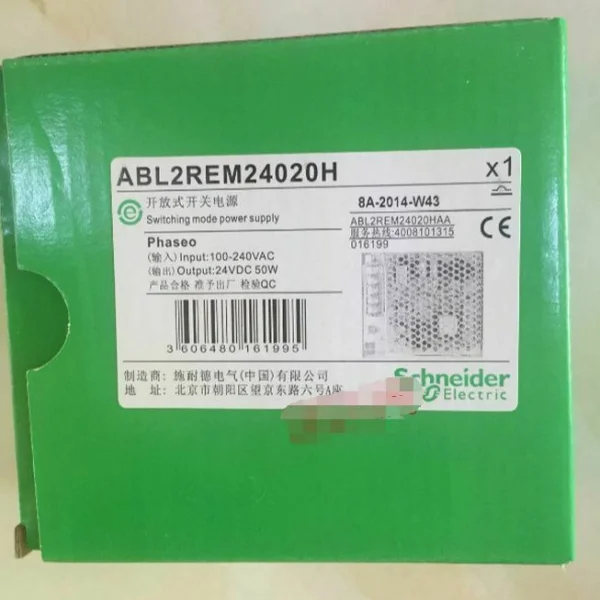 ABL2REM24020H
x1
开放式开关电源
Switching mode power supply
8A-2014-W43
Phaseo
ABL2REM24020HAA
服务热线:4008101315
016199
CE
(输入)Input:100-240VAC
(输出)Output:24VDC 50W
产品合格 准予出厂 检验QC
3 606480 161995
制造商: 施耐德电气(中国)有限公司
地 址: 北京市朝阳区望京东路六号A座
Schneider
Electric